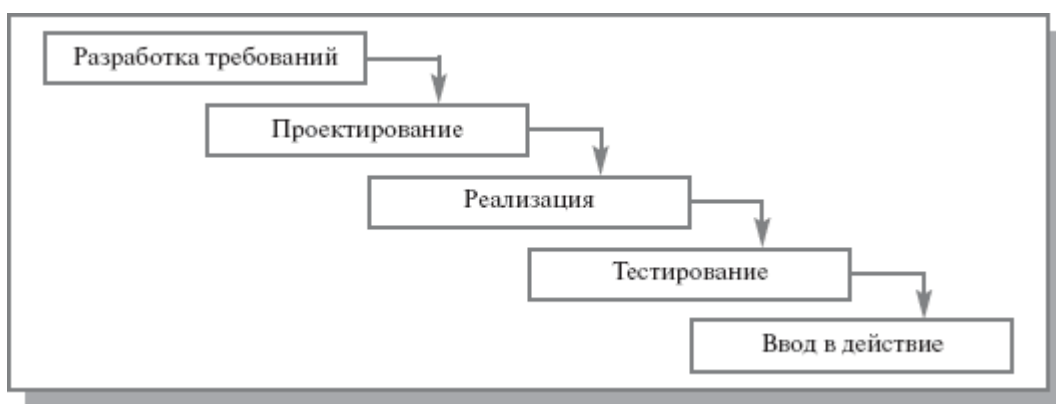 Разработка требований
Проектирование
Реализация
Тестирование
Ввод в действие